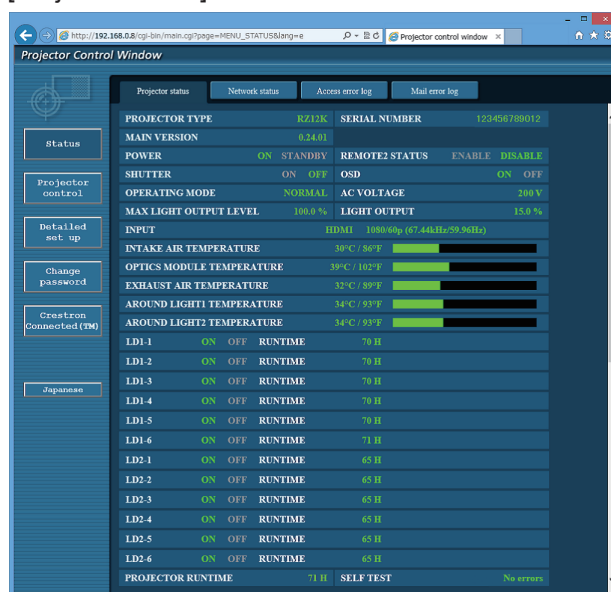 http://192.168.0.8/cgi-bin/main.cgi?page=MENU_STATUS&lang=e
Projector control window
Projector Control Window
Projector status Network status Access error log Mail error log
Status
Projector control
Detailed set up
Change password
Crestron Connected(TM)
Japanese
PROJECTOR TYPE RZ12K SERIAL NUMBER 123456789012
MAIN VERSION 0.24.01
POWER ON STANDBY REMOTE2 STATUS ENABLE DISABLE
SHUTTER ON OFF OSD ON OFF
OPERATING MODE NORMAL AC VOLTAGE 200 V
MAX LIGHT OUTPUT LEVEL 100.0 % LIGHT OUTPUT 15.0 %
INPUT HDMI 1080/60p (67.44kHz/59.96Hz)
INTAKE AIR TEMPERATURE 30°C / 86°F
OPTICS MODULE TEMPERATURE 39°C / 102°F
EXHAUST AIR TEMPERATURE 32°C / 89°F
AROUND LIGHT1 TEMPERATURE 34°C / 93°F
AROUND LIGHT2 TEMPERATURE 34°C / 93°F
LD1-1 ON OFF RUNTIME 70 H
LD1-2 ON OFF RUNTIME 70 H
LD1-3 ON OFF RUNTIME 70 H
LD1-4 ON OFF RUNTIME 70 H
LD1-5 ON OFF RUNTIME 70 H
LD1-6 ON OFF RUNTIME 71 H
LD2-1 ON OFF RUNTIME 65 H
LD2-2 ON OFF RUNTIME 65 H
LD2-3 ON OFF RUNTIME 65 H
LD2-4 ON OFF RUNTIME 65 H
LD2-5 ON OFF RUNTIME 65 H
LD2-6 ON OFF RUNTIME 65 H
PROJECTOR RUNTIME 71 H SELF TEST No errors